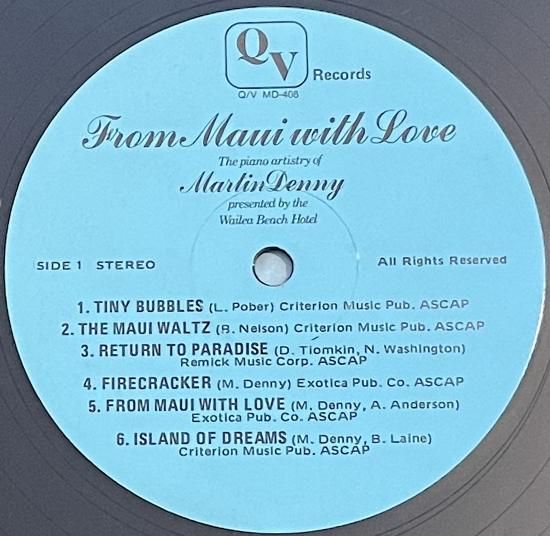 QV Records
Q/V MD-408
From Maui with Love
The piano artistry of
Martin Denny
presented by the
Wailea Beach Hotel
SIDE 1 STEREO
All Rights Reserved
1. TINY BUBBLES (L. Pober) Criterion Music Pub. ASCAP
2. THE MAUI WALTZ (B. Nelson) Criterion Music Pub. ASCAP
3. RETURN TO PARADISE (D. Tiomkin, N. Washington)
Remick Music Corp. ASCAP
4. FIRECRACKER (M. Denny) Exotica Pub. Co. ASCAP
5. FROM MAUI WITH LOVE (M. Denny, A. Anderson)
Exotica Pub. Co. ASCAP
6. ISLAND OF DREAMS (M. Denny, B. Laine)
Criterion Music Pub. ASCAP